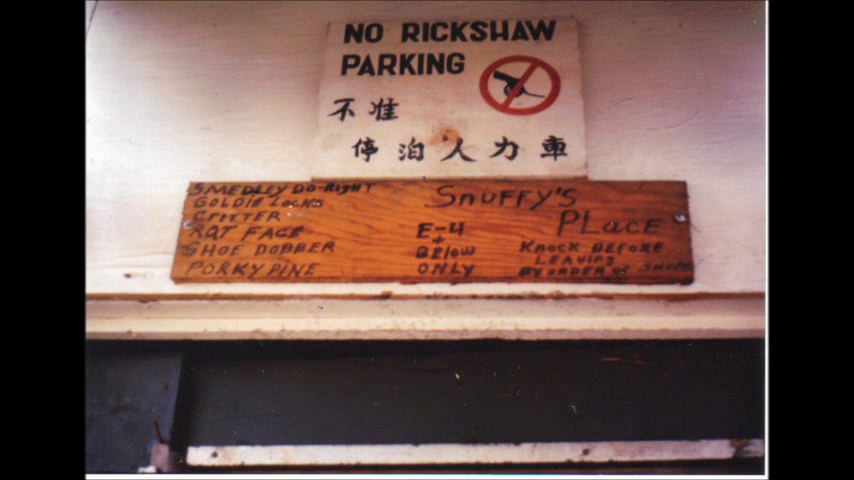 NO RICKSHAW
PARKING
不准
停泊人力車
SMEDLEY DO-RIGHT
GOLDIE LOCKS
CRITTER
RAT FACE
SHOE DOBBER
PORKY PINE
E-4
+
BELOW
ONLY
SNUFFY'S
PLACE
KNOCK BEFORE
LEAVING
BY ORDER OF